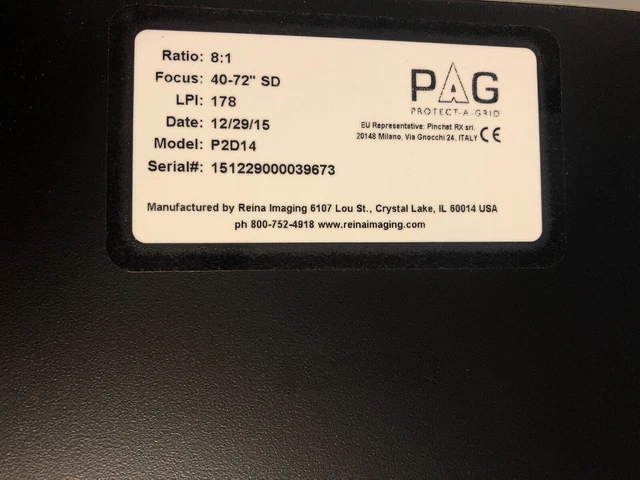 Ratio: 8:1
Focus: 40-72" SD
LPI: 178
Date: 12/29/15
Model: P2D14
Serial#: 151229000039673
PAG
PROTECT-A-GRID
EU Representative: Pinchet RX srl.
20148 Milano, Via Gnocchi 24, ITALY CE
Manufactured by Reina Imaging 6107 Lou St., Crystal Lake, IL 60014 USA
ph 800-752-4918 www.reinaimaging.com